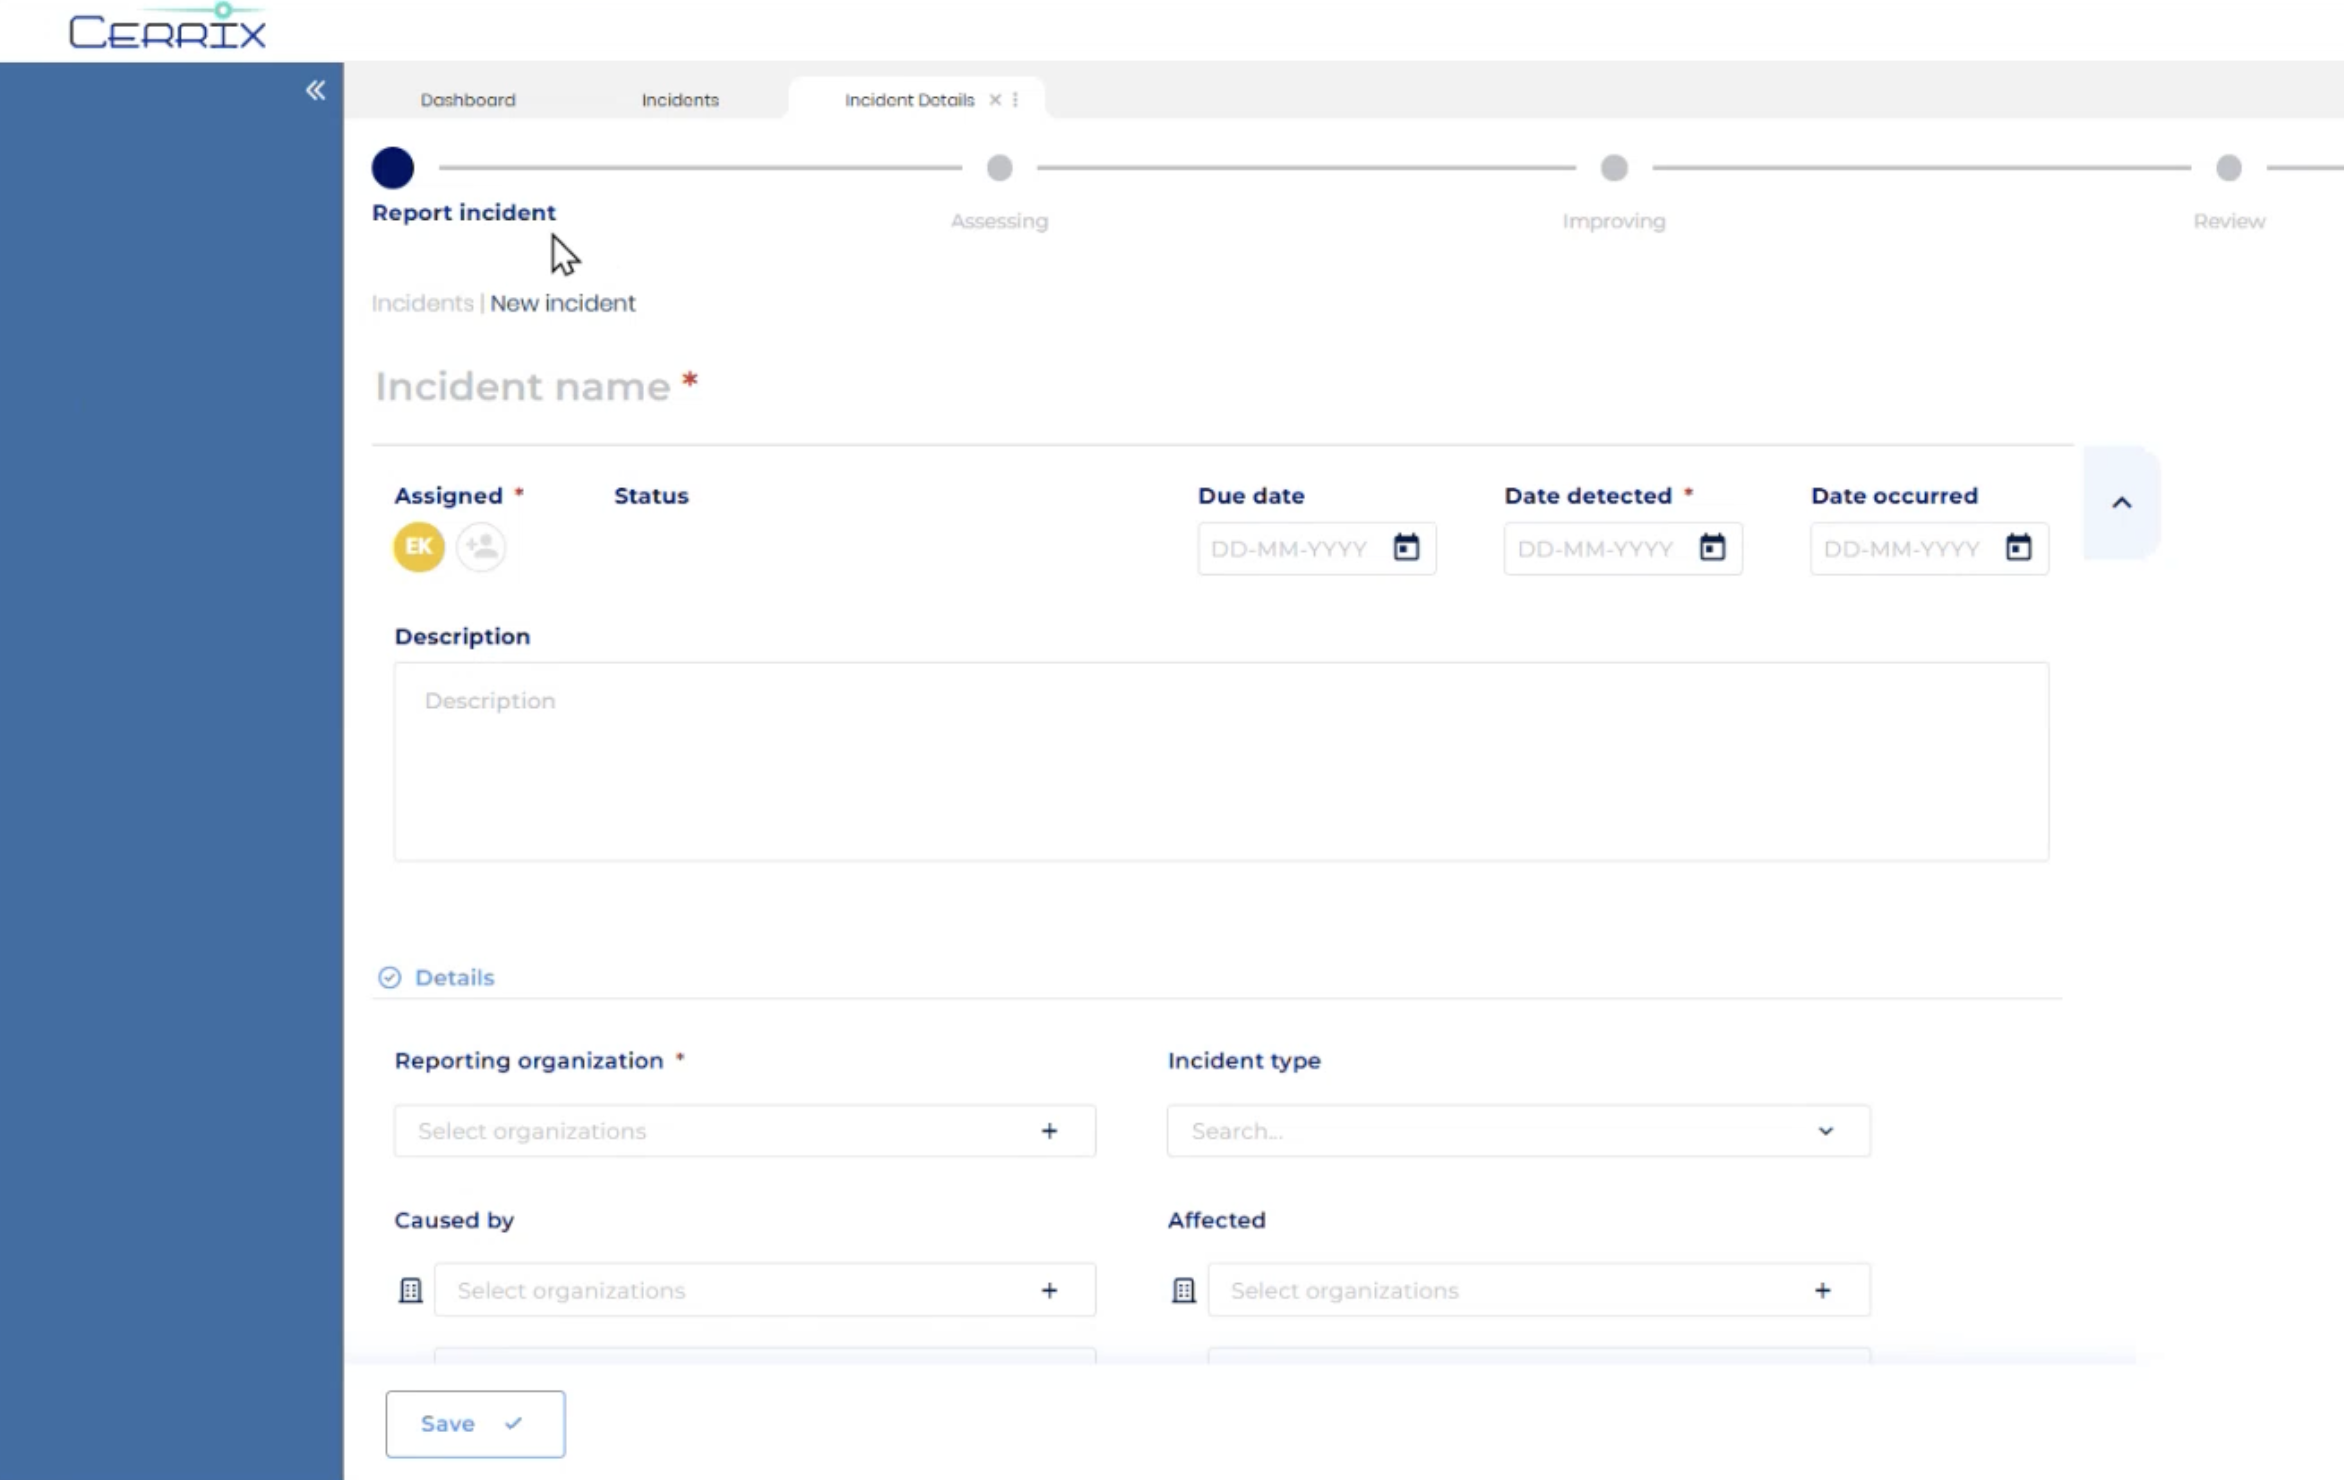 CERRIX
Dashboard Incidents Incident Details
Report incident Assessing Improving Review
Incidents | New incident
Incident name *
Assigned * Status Due date Date detected * Date occurred
EK DD-MM-YYYY DD-MM-YYYY DD-MM-YYYY
Description
Description
Details
Reporting organization * Incident type
Select organizations + Search...
Caused by Affected
Select organizations + Select organizations +
Save